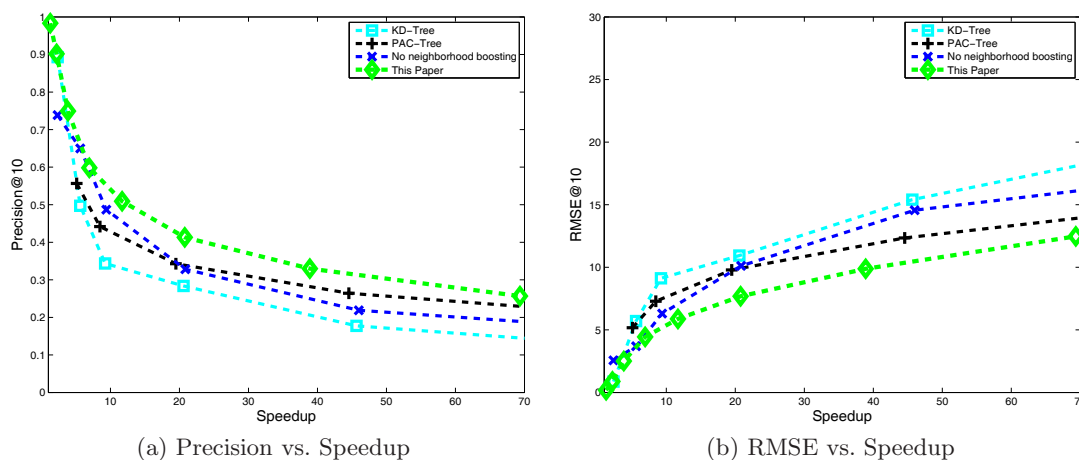 KD−Tree
PAC−Tree
No neighborhood boosting
This Paper
Precision@10
1
0.9
0.8
0.7
0.6
0.5
0.4
0.3
0.2
0.1
0
10 20 30 40 50 60 70
Speedup
(a) Precision vs. Speedup
KD−Tree
PAC−Tree
No neighborhood boosting
This Paper
RMSE@10
30
25
20
15
10
5
0
10 20 30 40 50 60 70
Speedup
(b) RMSE vs. Speedup